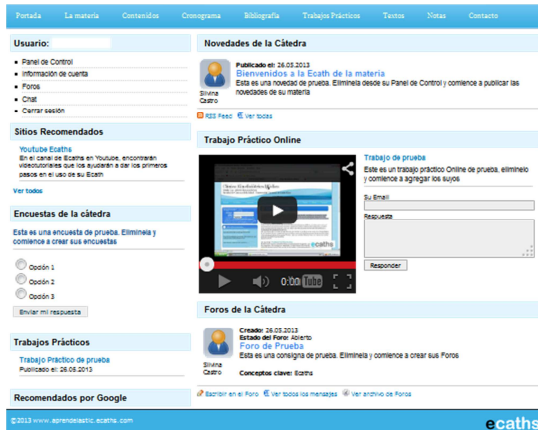 Portada La materia Contenidos Cronograma Bibliografía Trabajos Prácticos Textos Notas Contacto
Usuario:
Panel de Control
Información de cuenta
Foros
Chat
Cerrar sesión
Sitios Recomendados
Youtube Ecaths
En el canal de Ecaths en Youtube, encontrarán
videotutoriales que los ayudarán a dar los primeros
pasos en el uso de su Ecath
Ver todos
Encuestas de la cátedra
Esta es una encuesta de prueba. Eliminela y
comience a crear sus encuestas
Opción 1
Opción 2
Opción 3
Enviar mi respuesta
Trabajos Prácticos
Trabajo Práctico de prueba
Publicado el: 26.05.2013
Recomendados por Google
Novedades de la Cátedra
Publicado el: 26.05.2013
Bienvenidos a la Ecath de la materia
Esta es una novedad de prueba. Eliminela desde su Panel de Control y comience a publicar las
novedades de su materia
Silvina
Castro
RSS Feed Ver todas
Trabajo Práctico Online
ecaths
0:00 You Tube
Trabajo de prueba
Este es un trabajo práctico Online de prueba, eliminelo
y comience a agregar los suyos
Su Email
Respuesta
Responder
Foros de la Cátedra
Creado: 26.05.2013
Estado del Foro: Abierto
Foro de Prueba
Esta es una consigna de prueba. Eliminela y comience a crear sus Foros
Silvina
Castro
Conceptos clave: Ecaths
Escribir en el Foro Ver todos los mensajes Ver archivo de Foros
©2013 www.aprendelastic.ecaths.com
ecaths